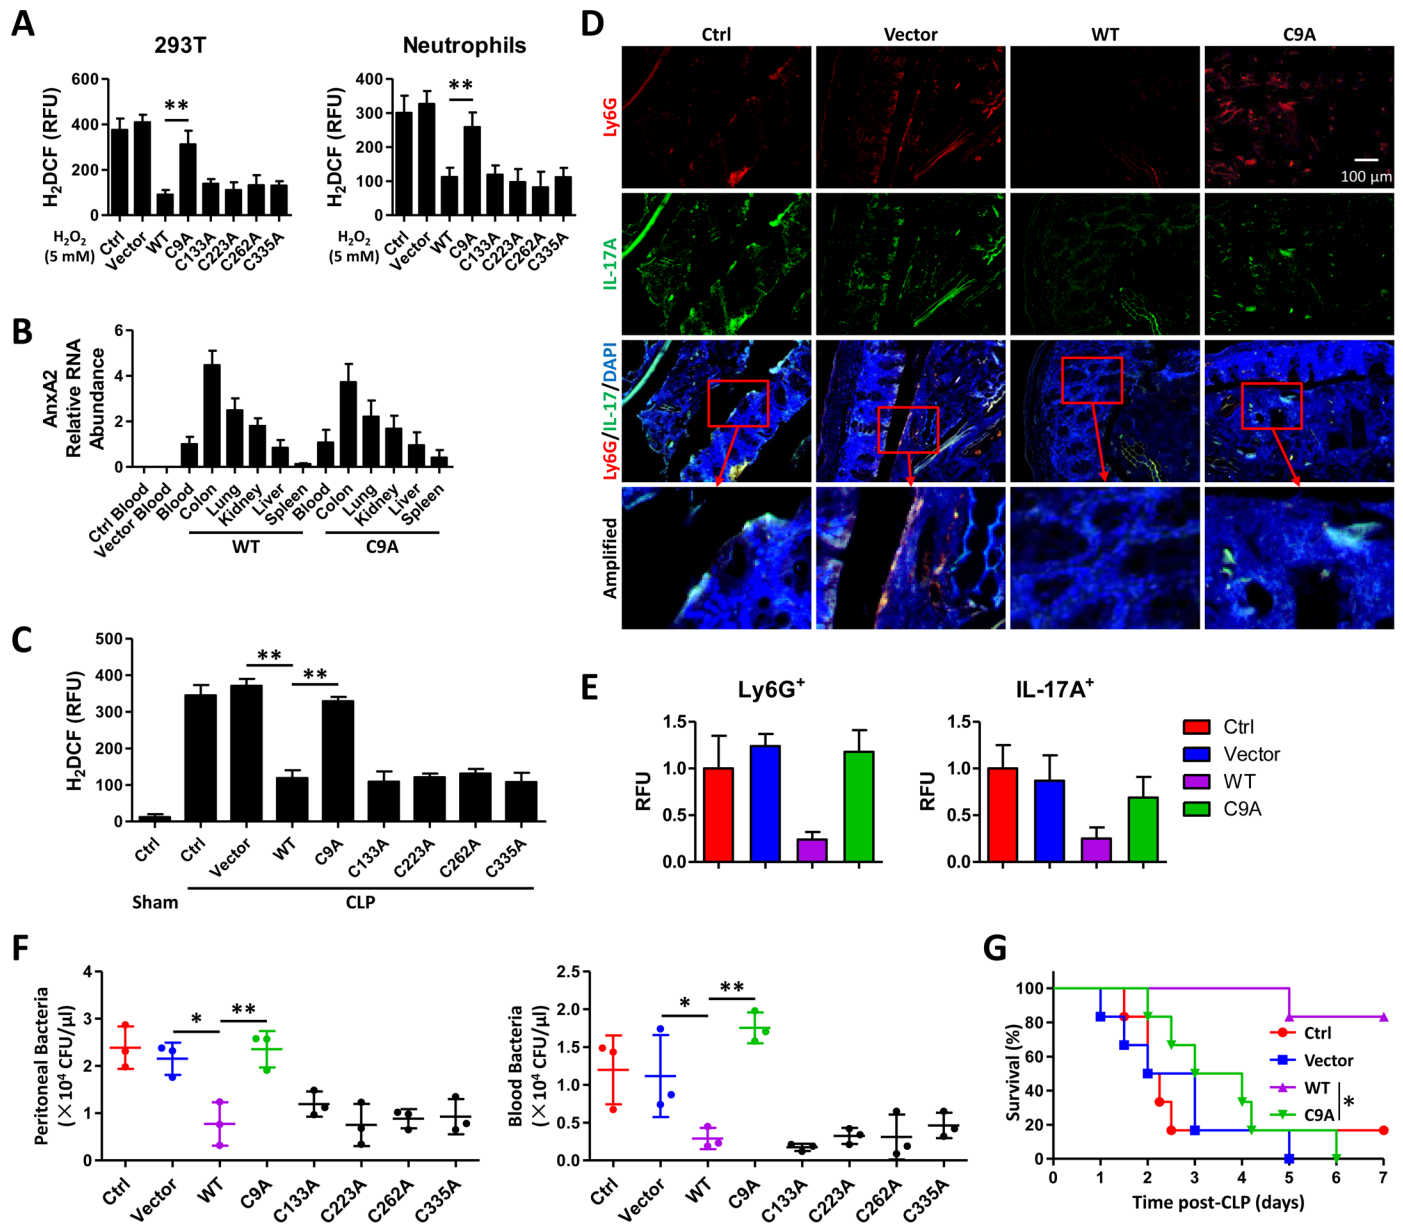 A
293T
H2DCF (RFU)
600
400
200
0
**
H2O2
(5 mM)
Ctrl
Vector
WT
C9A
C133A
C223A
C262A
C335A
Neutrophils
H2DCF (RFU)
400
300
200
100
0
**
H2O2
(5 mM)
Ctrl
Vector
WT
C9A
C133A
C223A
C262A
C335A
B
AnxA2
Relative RNA
Abundance
6
4
2
0
Ctrl Blood
Vector Blood
Blood
Colon
Lung
Kidney
Liver
Spleen
Blood
Colon
Lung
Kidney
Liver
Spleen
WT
C9A
C
H2DCF (RFU)
500
400
300
200
100
0
**
**
Ctrl
Ctrl
Vector
WT
C9A
C133A
C223A
C262A
C335A
Sham
CLP
D
Ctrl
Vector
WT
C9A
Ly6G
100 μm
IL-17A
Ly6G/IL-17/DAPI
Amplified
E
Ly6G+
RFU
1.5
1.0
0.5
0.0
IL-17A+
RFU
1.5
1.0
0.5
0.0
Ctrl
Vector
WT
C9A
F
Peritoneal Bacteria
(×10⁴ CFU/μl)
4
3
2
1
0
*
**
Ctrl
Vector
WT
C9A
C133A
C223A
C262A
C335A
Blood Bacteria
(×10⁴ CFU/μl)
2.5
2.0
1.5
1.0
0.5
0.0
*
**
Ctrl
Vector
WT
C9A
C133A
C223A
C262A
C335A
G
Survival (%)
100
80
60
40
20
0
Ctrl
Vector
WT
C9A
*
0 1 2 3 4 5 6 7
Time post-CLP (days)